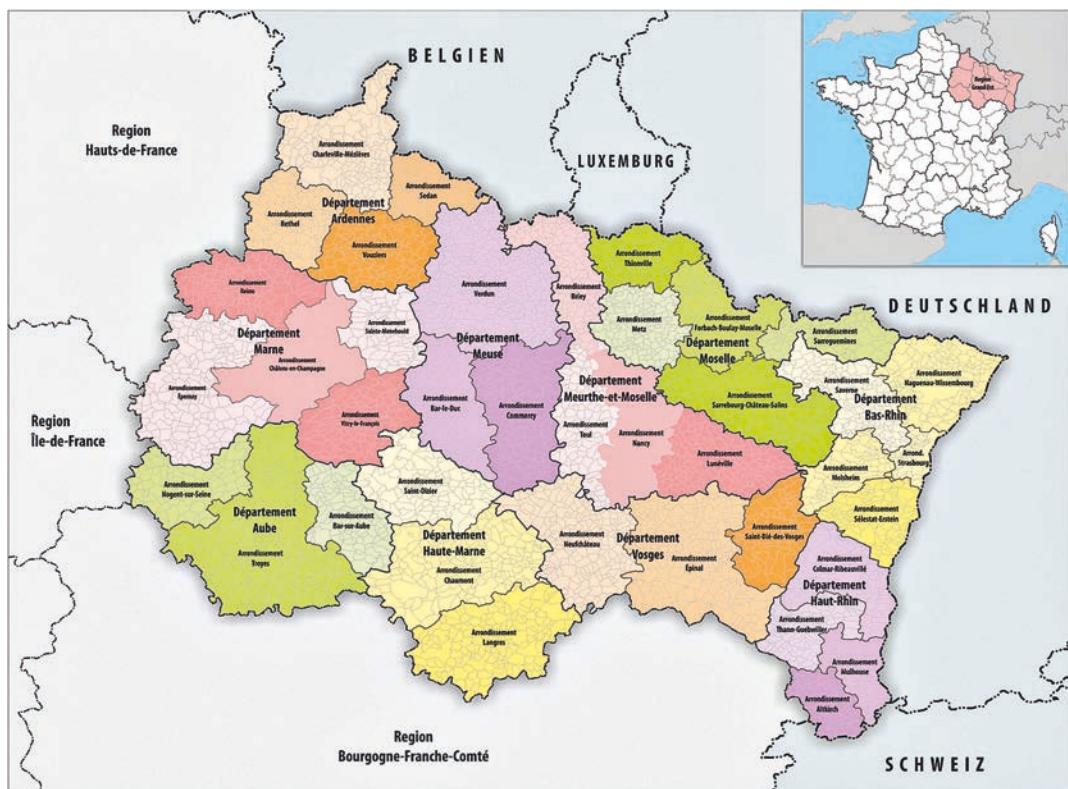 BELGIEN
Region
Hauts-de-France
LUXEMBURG
DEUTSCHLAND
Region
Île-de-France
Region
Bourgogne-Franche-Comté
SCHWEIZ
Region
Grand Est
Département
Ardennes
Arrondissement
Charleville-Mézières
Arrondissement
Sedan
Arrondissement
Rethel
Arrondissement
Vouziers
Département
Marne
Arrondissement
Reims
Arrondissement
Sainte-Menehould
Arrondissement
Châlons-en-Champagne
Arrondissement
Épernay
Arrondissement
Vitry-le-François
Département
Meuse
Arrondissement
Verdun
Arrondissement
Bar-le-Duc
Arrondissement
Commercy
Département
Meurthe-et-Moselle
Arrondissement
Briey
Arrondissement
Toul
Arrondissement
Nancy
Arrondissement
Lunéville
Département
Moselle
Arrondissement
Thionville
Arrondissement
Metz
Arrondissement
Forbach-Boulay-Moselle
Arrondissement
Sarreguemines
Arrondissement
Sarrebourg-Château-Salins
Département
Bas-Rhin
Arrondissement
Saverne
Arrondissement
Haguenau-Wissembourg
Arrond.
Strasbourg
Arrondissement
Molsheim
Arrondissement
Sélestat-Erstein
Département
Aube
Arrondissement
Nogent-sur-Seine
Arrondissement
Troyes
Arrondissement
Bar-sur-Aube
Département
Haute-Marne
Arrondissement
Saint-Dizier
Arrondissement
Chaumont
Arrondissement
Langres
Département
Vosges
Arrondissement
Neufchâteau
Arrondissement
Épinal
Arrondissement
Saint-Dié-des-Vosges
Département
Haut-Rhin
Arrondissement
Colmar-Ribeauvillé
Arrondissement
Thann-Guebwiller
Arrondissement
Mulhouse
Arrondissement
Altkirch